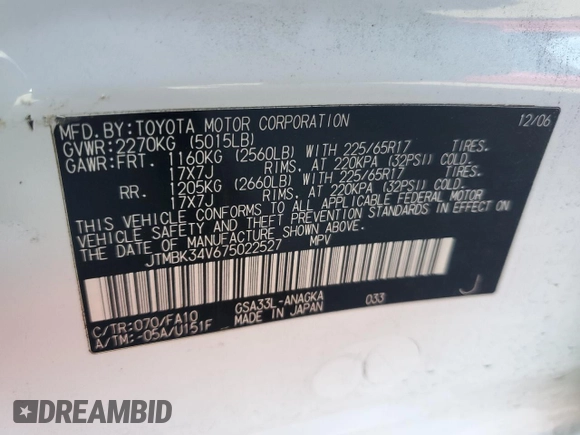 MFD.BY:TOYOTA MOTOR CORPORATION 12/06
GVWR:2270KG (5015LB)
GAWR:FRT. 1160KG (2560LB) WITH 225/65R17 TIRES.
17X7J RIMS. AT 220KPA (32PSI) COLD.
RR. 1205KG (2660LB) WITH 225/65R17 TIRES.
17X7J RIMS. AT 220KPA (32PSI) COLD.
THIS VEHICLE CONFORMS TO ALL APPLICABLE FEDERAL MOTOR
VEHICLE SAFETY AND THEFT PREVENTION STANDARDS IN EFFECT ON
THE DATE OF MANUFACTURE SHOWN ABOVE.
JTMBK34V675022527 MPV
J
C/TR:070/FA10 GSA33L-ANAGKA 033
A/TM:-05A/U151F MADE IN JAPAN
DREAMBID